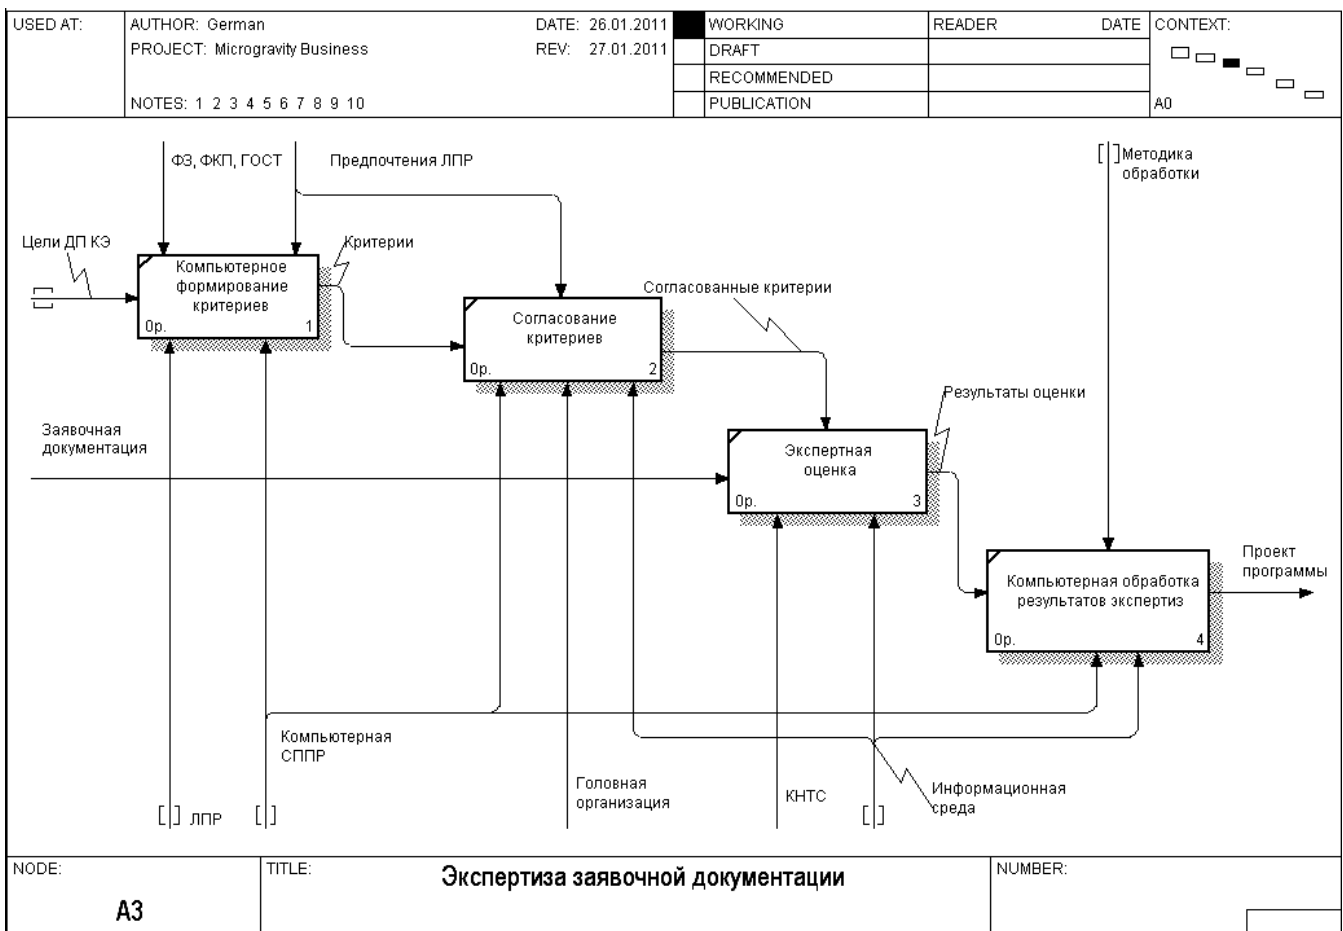 USED AT:
AUTHOR: German
DATE: 26.01.2011
WORKING
READER
DATE
CONTEXT:
PROJECT: Microgravity Business
REV: 27.01.2011
DRAFT
RECOMMENDED
NOTES: 1 2 3 4 5 6 7 8 9 10
PUBLICATION
A0
ФЗ, ФКП, ГОСТ
Предпочтения ЛПР
Методика
обработки
Цели ДП КЭ
Критерии
Компьютерное
формирование
критериев
0р.
1
Согласованные критерии
Согласование
критериев
0р.
2
Результаты оценки
Заявочная
документация
Экспертная
оценка
0р.
3
Проект
программы
Компьютерная обработка
результатов экспертиз
0р.
4
Компьютерная
СППР
Головная
организация
КНТС
Информационная
среда
ЛПР
NODE:
A3
TITLE:
Экспертиза заявочной документации
NUMBER: